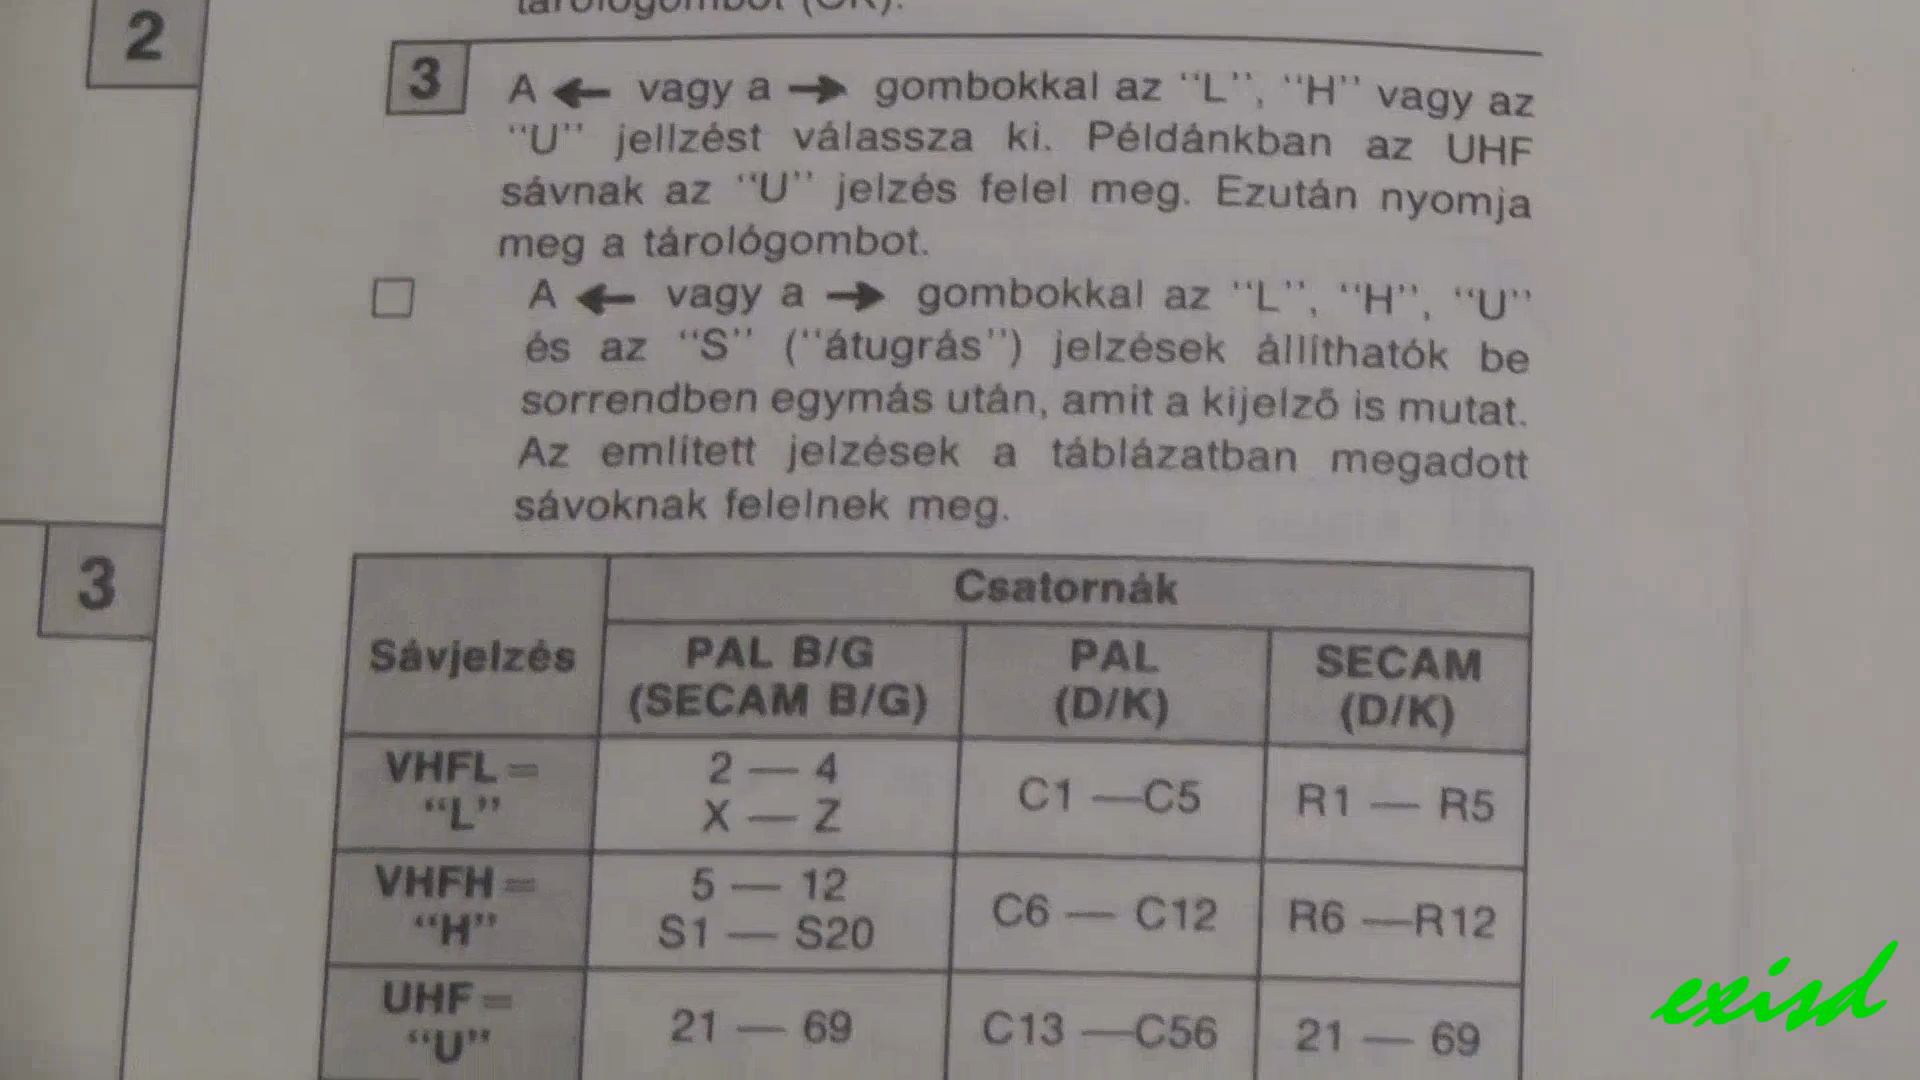 2
tárológombot (OK).
3 A ← vagy a → gombokkal az “L”, “H” vagy az
“U” jellzést válassza ki. Példánkban az UHF
sávnak az “U” jelzés felel meg. Ezután nyomja
meg a tárológombot.
□ A ← vagy a → gombokkal az “L”, “H”, “U”
és az “S” (“átugrás”) jelzések állíthatók be
sorrendben egymás után, amit a kijelző is mutat.
Az említett jelzések a táblázatban megadott
sávoknak felelnek meg.
3
Csatornák
Sávjelzés
PAL B/G
(SECAM B/G)
PAL
(D/K)
SECAM
(D/K)
VHFL =
“L”
2 — 4
X — Z
C1 —C5
R1 — R5
VHFH =
“H”
5 — 12
S1 — S20
C6 — C12
R6 —R12
UHF =
“U”
21 — 69
C13 —C56
21 — 69
exisd